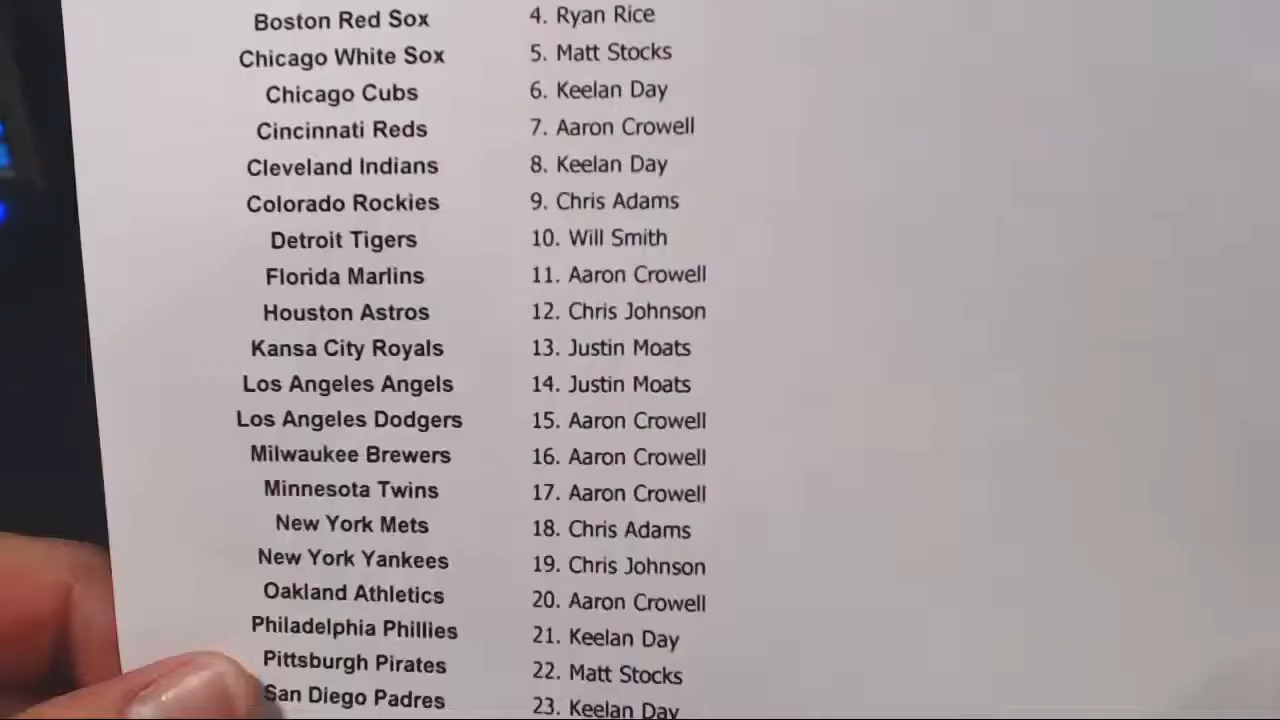 Boston Red Sox 4. Ryan Rice
Chicago White Sox 5. Matt Stocks
Chicago Cubs 6. Keelan Day
Cincinnati Reds 7. Aaron Crowell
Cleveland Indians 8. Keelan Day
Colorado Rockies 9. Chris Adams
Detroit Tigers 10. Will Smith
Florida Marlins 11. Aaron Crowell
Houston Astros 12. Chris Johnson
Kansa City Royals 13. Justin Moats
Los Angeles Angels 14. Justin Moats
Los Angeles Dodgers 15. Aaron Crowell
Milwaukee Brewers 16. Aaron Crowell
Minnesota Twins 17. Aaron Crowell
New York Mets 18. Chris Adams
New York Yankees 19. Chris Johnson
Oakland Athletics 20. Aaron Crowell
Philadelphia Phillies 21. Keelan Day
Pittsburgh Pirates 22. Matt Stocks
San Diego Padres 23. Keelan Day